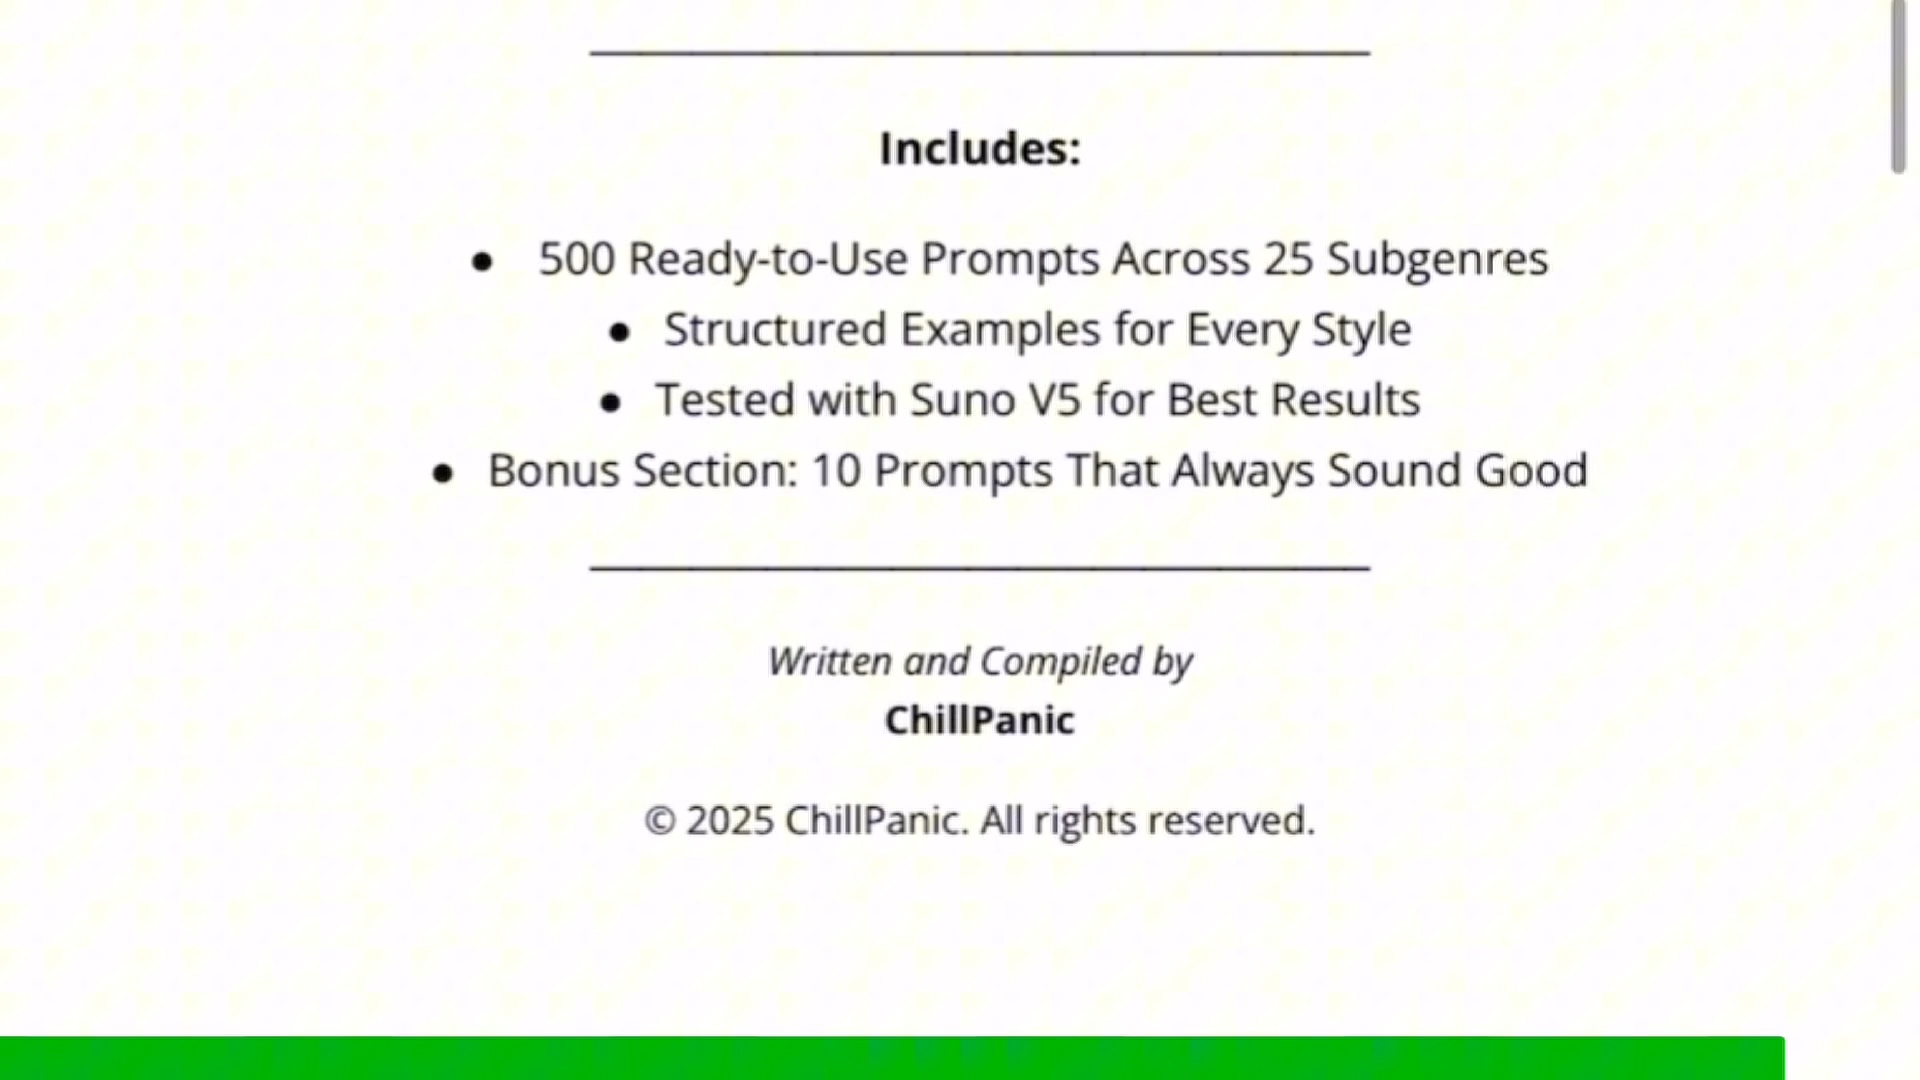 Includes:
● 500 Ready-to-Use Prompts Across 25 Subgenres
● Structured Examples for Every Style
● Tested with Suno V5 for Best Results
● Bonus Section: 10 Prompts That Always Sound Good
Written and Compiled by
ChillPanic
© 2025 ChillPanic. All rights reserved.